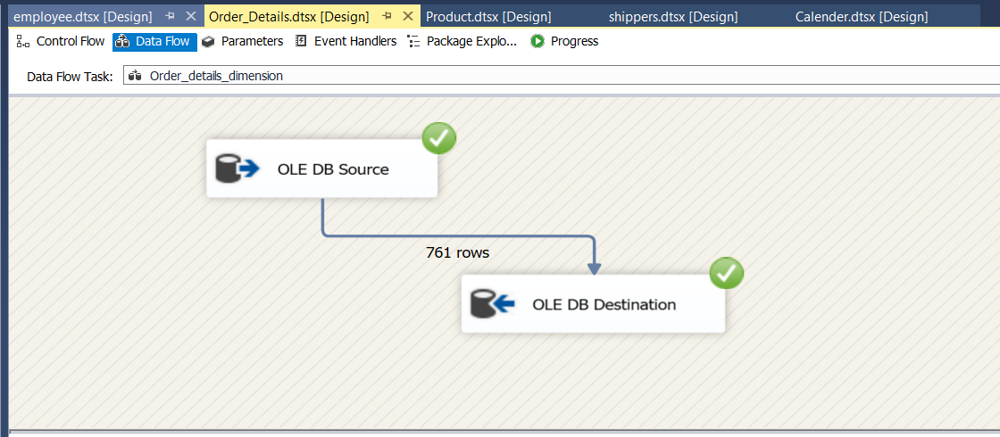 employee.dtsx [Design] Order_Details.dtsx [Design] Product.dtsx [Design] shippers.dtsx [Design] Calender.dtsx [Design]
Control Flow Data Flow Parameters Event Handlers Package Explo... Progress
Data Flow Task: Order_details_dimension
OLE DB Source
761 rows
OLE DB Destination